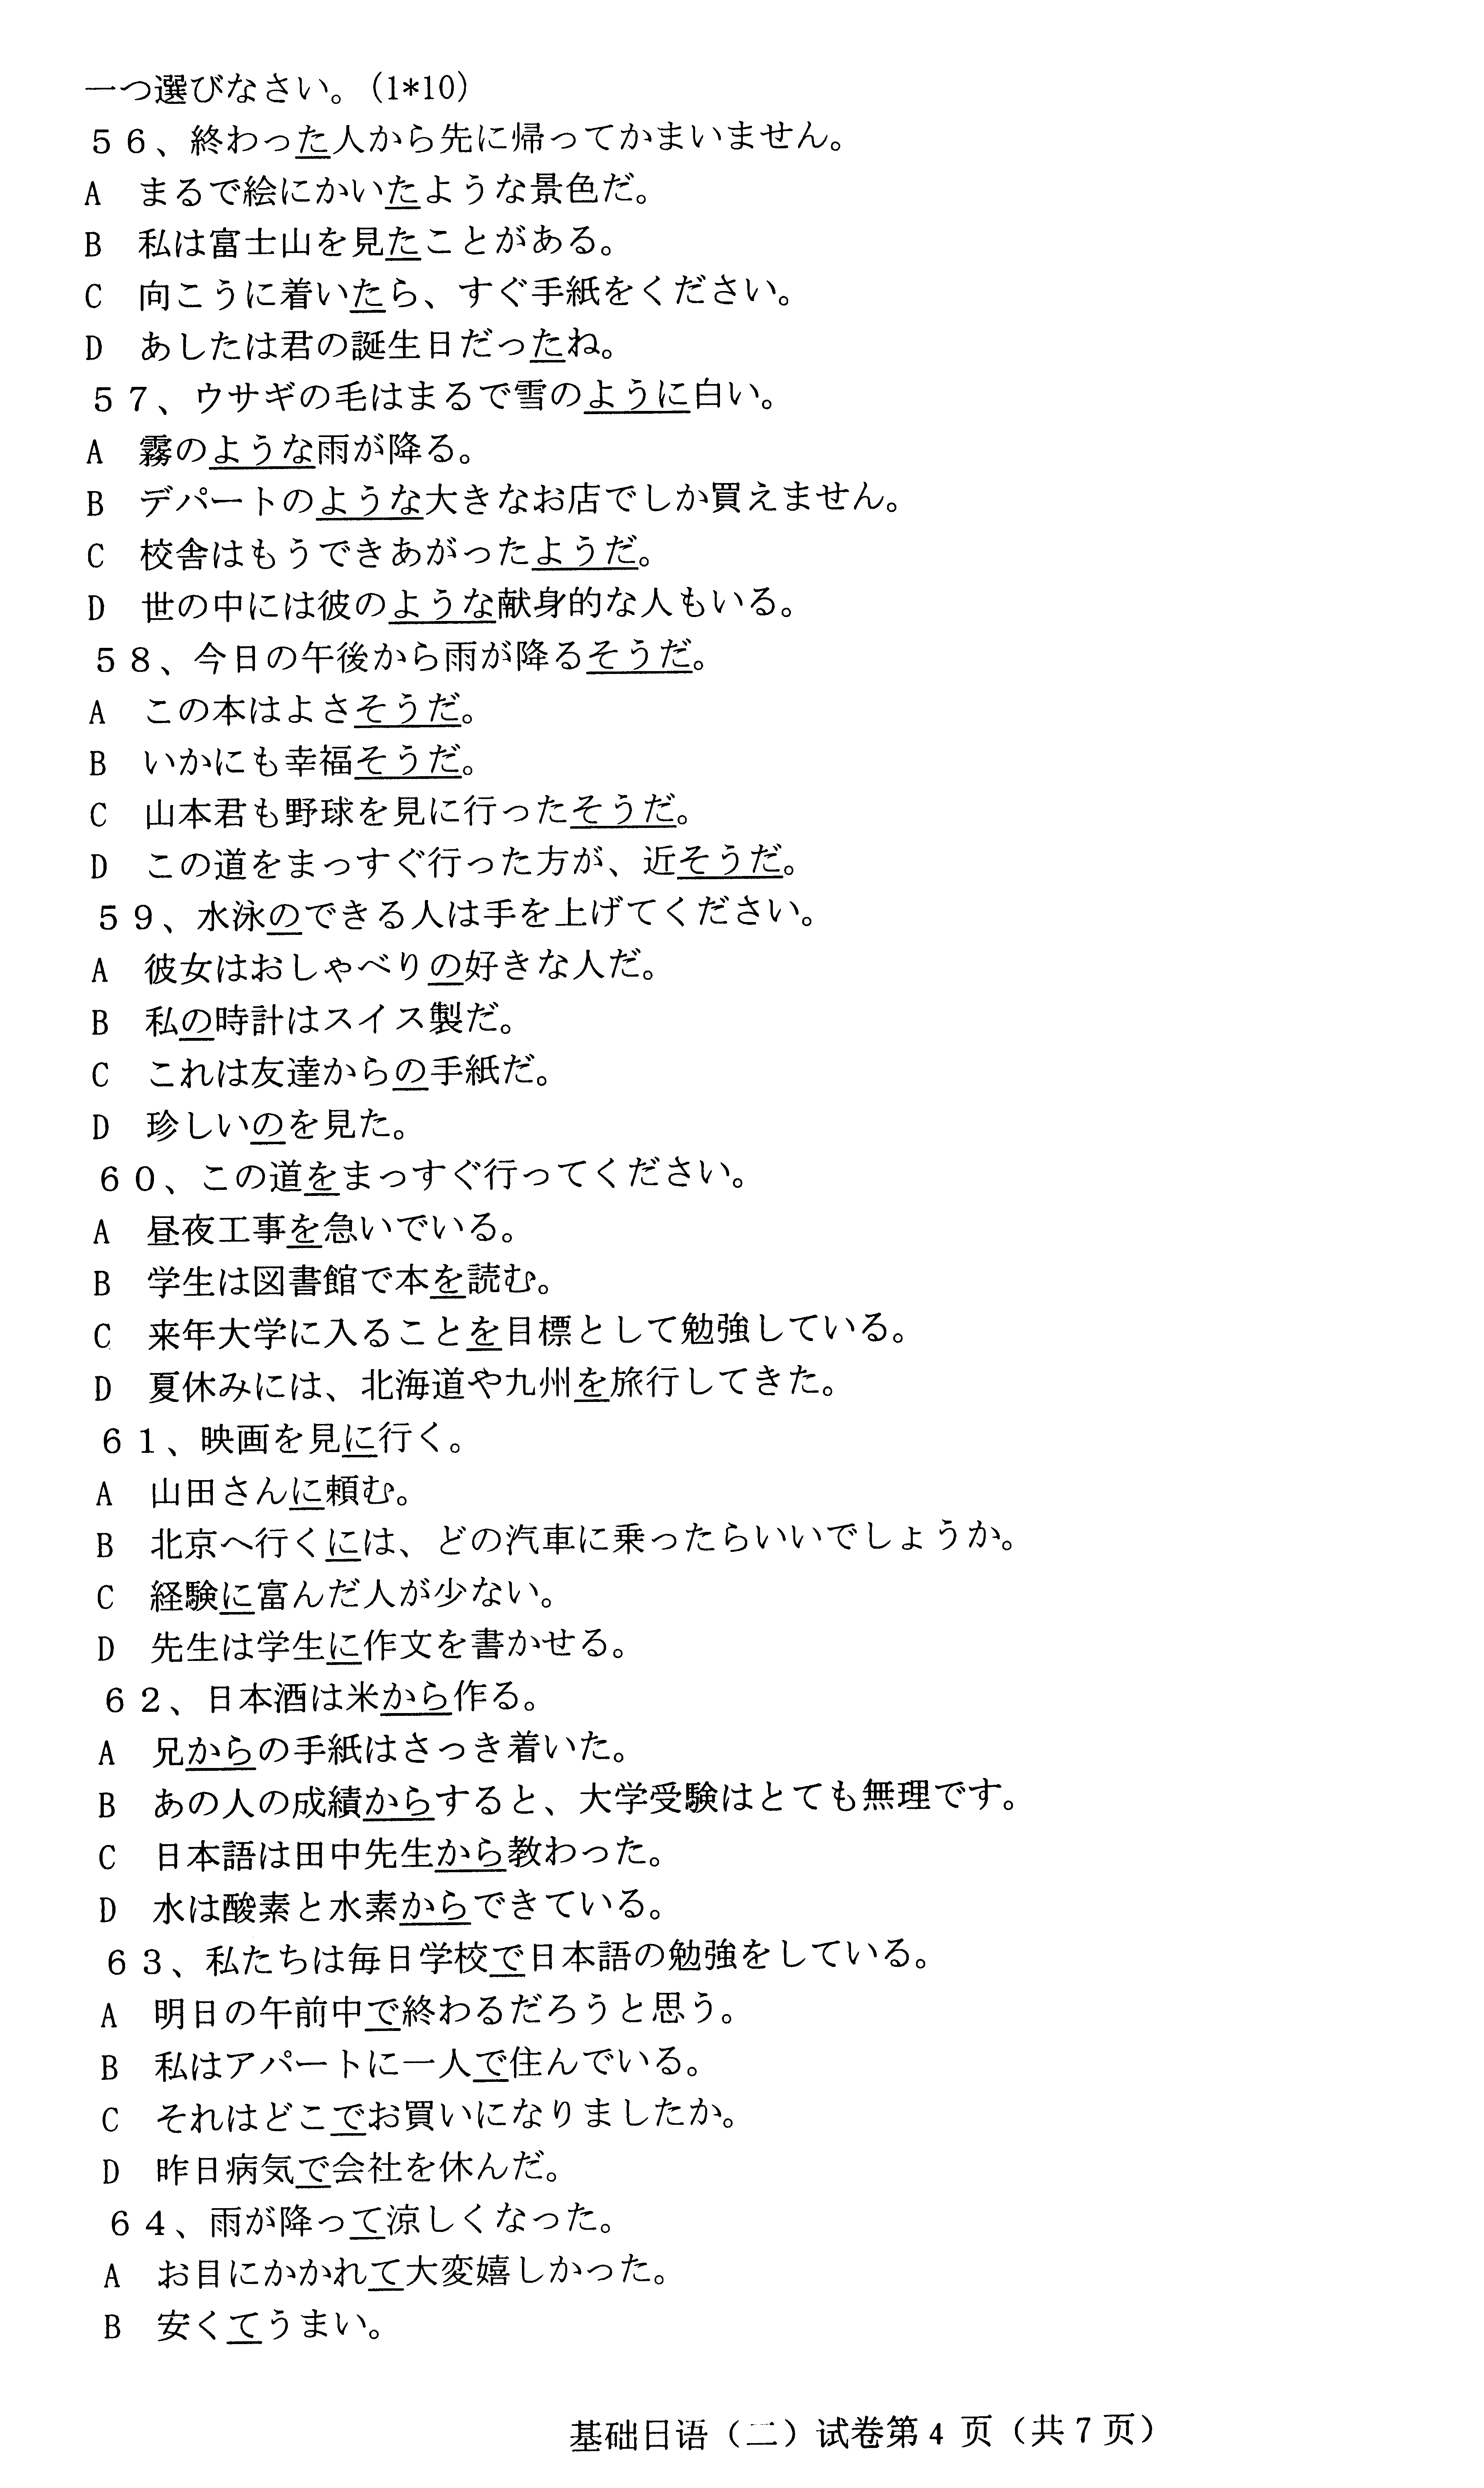 一つ選びなさい。(1*10)
５６、終わった人から先に帰ってかまいません。
A　まるで絵にかいたような景色だ。
B　私は富士山を見たことがある。
C　向こうに着いたら、すぐ手紙をください。
D　あしたは君の誕生日だったね。
５７、ウサギの毛はまるで雪のように白い。
A　霧のような雨が降る。
B　デパートのような大きなお店でしか買えません。
C　校舎はもうできあがったようだ。
D　世の中には彼のような献身的な人もいる。
５８、今日の午後から雨が降るそうだ。
A　この本はよさそうだ。
B　いかにも幸福そうだ。
C　山本君も野球を見に行ったそうだ。
D　この道をまっすぐ行った方が、近そうだ。
５９、水泳のできる人は手を上げてください。
A　彼女はおしゃべりの好きな人だ。
B　私の時計はスイス製だ。
C　これは友達からの手紙だ。
D　珍しいのを見た。
６０、この道をまっすぐ行ってください。
A　昼夜工事を急いでいる。
B　学生は図書館で本を読む。
C　来年大学に入ることを目標として勉強している。
D　夏休みには、北海道や九州を旅行してきた。
６１、映画を見に行く。
A　山田さんに頼む。
B　北京へ行くには、どの汽車に乗ったらいいでしょうか。
C　経験に富んだ人が少ない。
D　先生は学生に作文を書かせる。
６２、日本酒は米から作る。
A　兄からの手紙はさっき着いた。
B　あの人の成績からすると、大学受験はとても無理です。
C　日本語は田中先生から教わった。
D　水は酸素と水素からできている。
６３、私たちは毎日学校で日本語の勉強をしている。
A　明日の午前中で終わるだろうと思う。
B　私はアパートに一人で住んでいる。
C　それはどこでお買いになりましたか。
D　昨日病気で会社を休んだ。
６４、雨が降って涼しくなった。
A　お目にかかれて大変嬉しかった。
B　安くてうまい。
基础日语（二）试卷第 4 页（共 7 页）